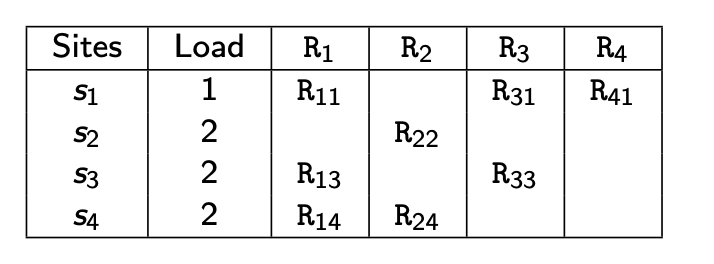 Sites Load R₁ R₂ R₃ R₄
s₁ 1 R₁₁ R₃₁ R₄₁
s₂ 2 R₂₂
s₃ 2 R₁₃ R₃₃
s₄ 2 R₁₄ R₂₄